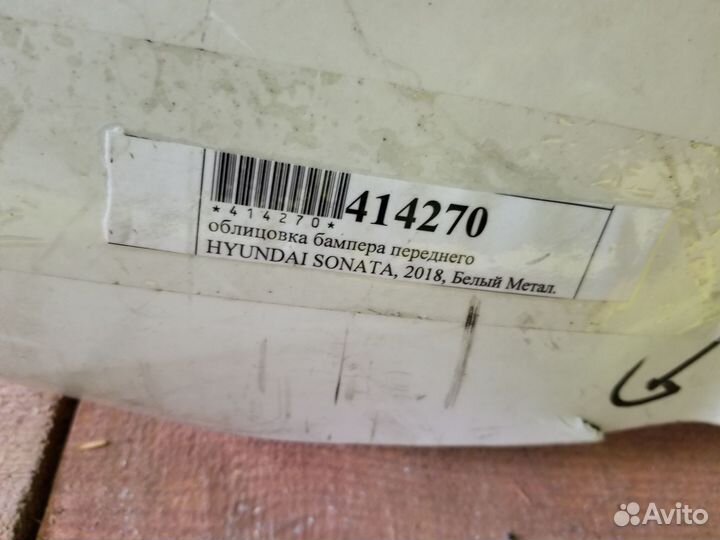 *414270*
414270
облицовка бампера переднего
HYUNDAI SONATA, 2018, Белый Метал.
Avito